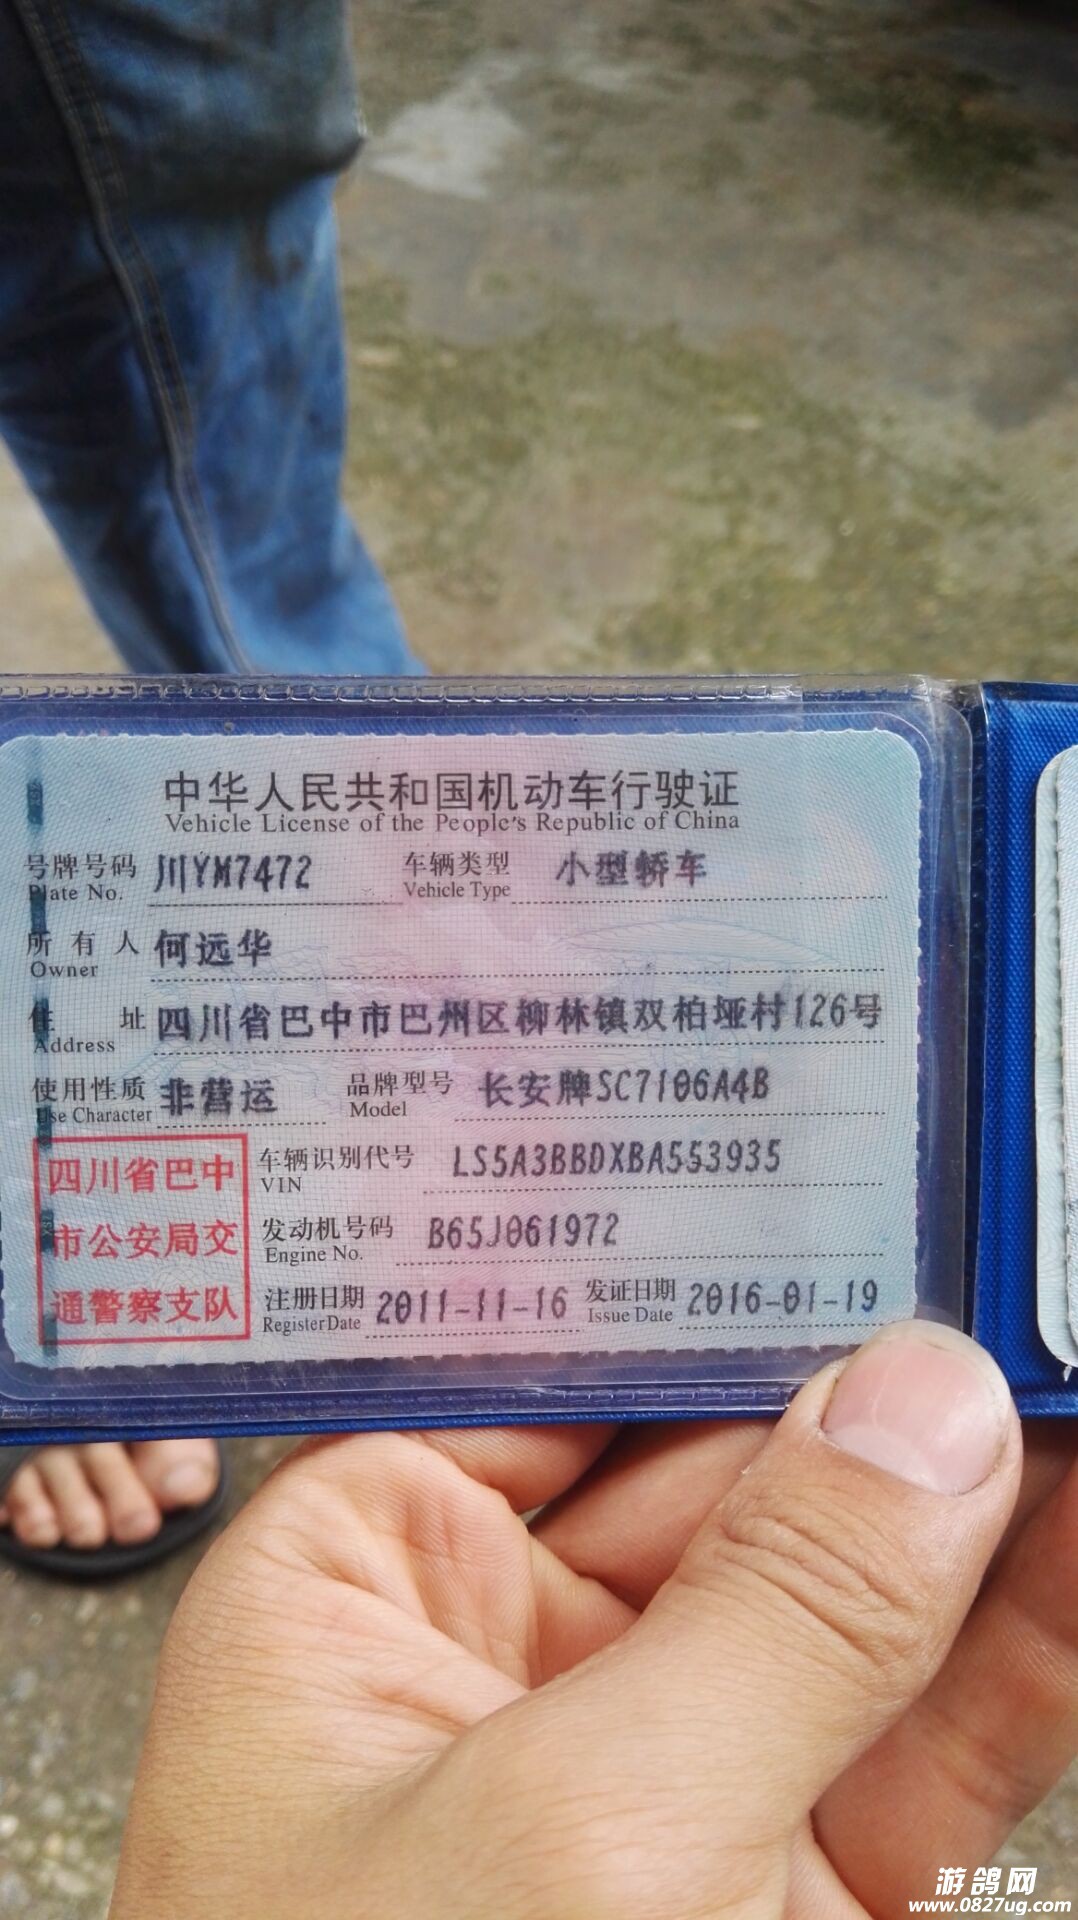 中华人民共和国机动车行驶证
Vehicle License of the People's Republic of China
号牌号码 川YM7472 车辆类型 小型轿车
Plate No. Vehicle Type
所有人 何远华
Owner
住址 四川省巴中市巴州区柳林镇双柏垭村126号
Address
使用性质 非营运 品牌型号 长安牌SC7106A4B
Use Character Model
四川省巴中
市公安局交
通警察支队
车辆识别代号 LS5A3BBDXBA553935
VIN
发动机号码 B65J061972
Engine No.
注册日期 2011-11-16 发证日期 2016-01-19
Register Date Issue Date
游鸽网
www.0827ug.com